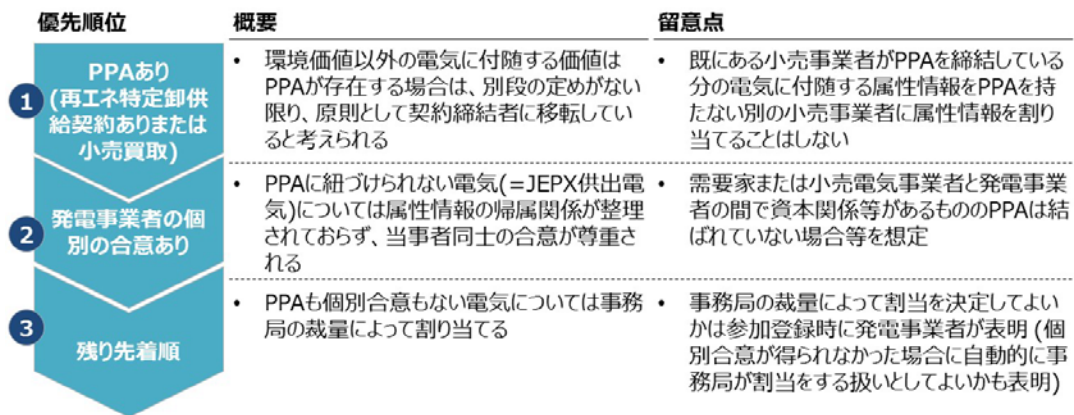 優先順位
概要
留意点
1
PPAあり
(再エネ特定卸供
給契約ありまたは
小売買取)
• 環境価値以外の電気に付随する価値は
PPAが存在する場合は、別段の定めがない
限り、原則として契約締結者に移転してい
ると考えられる
• 既にある小売事業者がPPAを締結している
分の電気に付随する属性情報をPPAを持
たない別の小売事業者に属性情報を割り
当てることはしない
2
発電事業者の個
別の合意あり
• PPAに紐づけられない電気(=JEPX供出電
気)については属性情報の帰属関係が整理
されておらず、当事者同士の合意が尊重さ
れる
• 需要家または小売電気事業者と発電事業
者の間で資本関係等があるもののPPAは結
ばれていない場合等を想定
3
残り先着順
• PPAも個別合意もない電気については事務
局の裁量によって割り当てる
• 事務局の裁量によって割当を決定してよい
かは参加登録時に発電事業者が表明 (個
別合意が得られなかった場合に自動的に事
務局が割当をする扱いとしてよいかも表明)